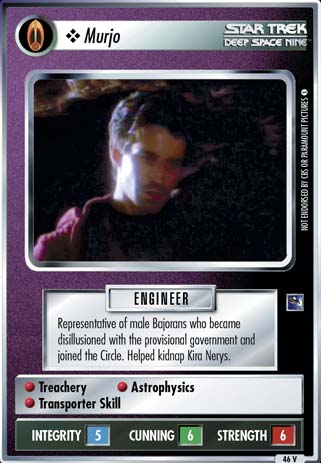 ❖ Murjo
STAR TREK
DEEP SPACE NINE™
NOT ENDORSED BY CBS OR PARAMOUNT PICTURES
ENGINEER
Representative of male Bajorans who became
disillusioned with the provisional government and
joined the Circle. Helped kidnap Kira Nerys.
Treachery Astrophysics
Transporter Skill
INTEGRITY 5 CUNNING 6 STRENGTH 6
46 V